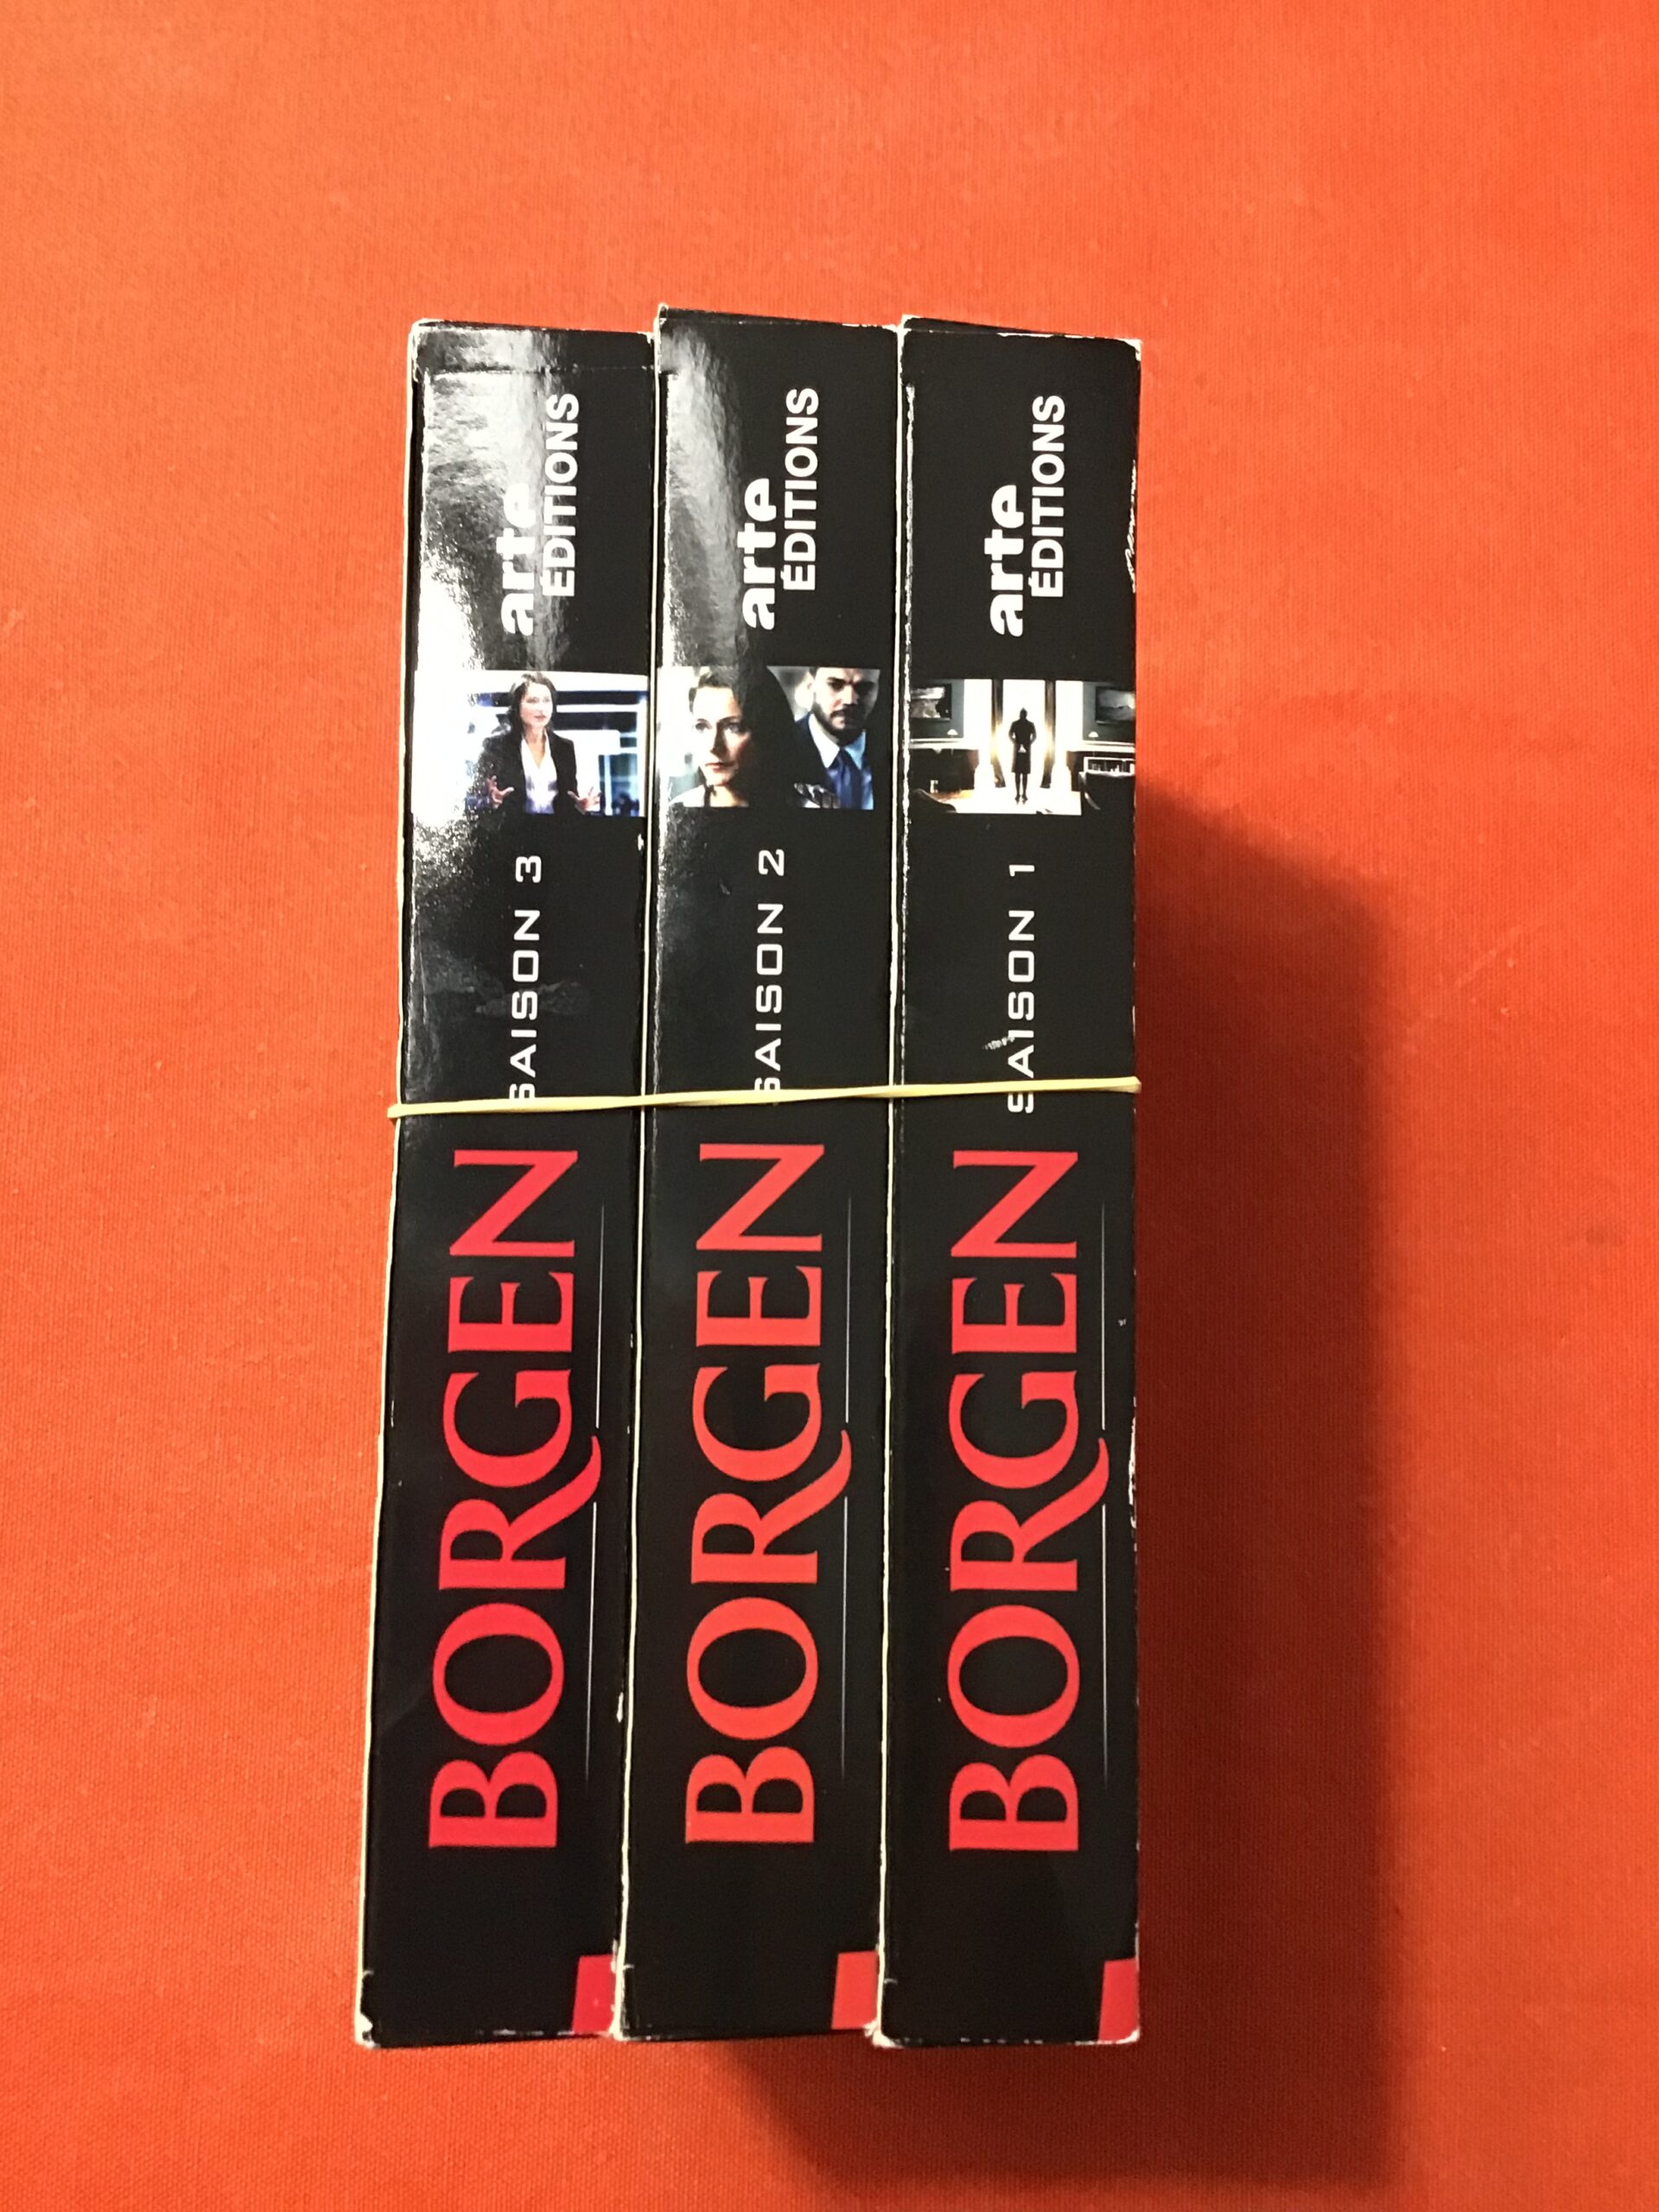 BORGEN SAISON 3
arte
ÉDITIONS
BORGEN SAISON 2
arte
ÉDITIONS
BORGEN SAISON 1
arte
ÉDITIONS